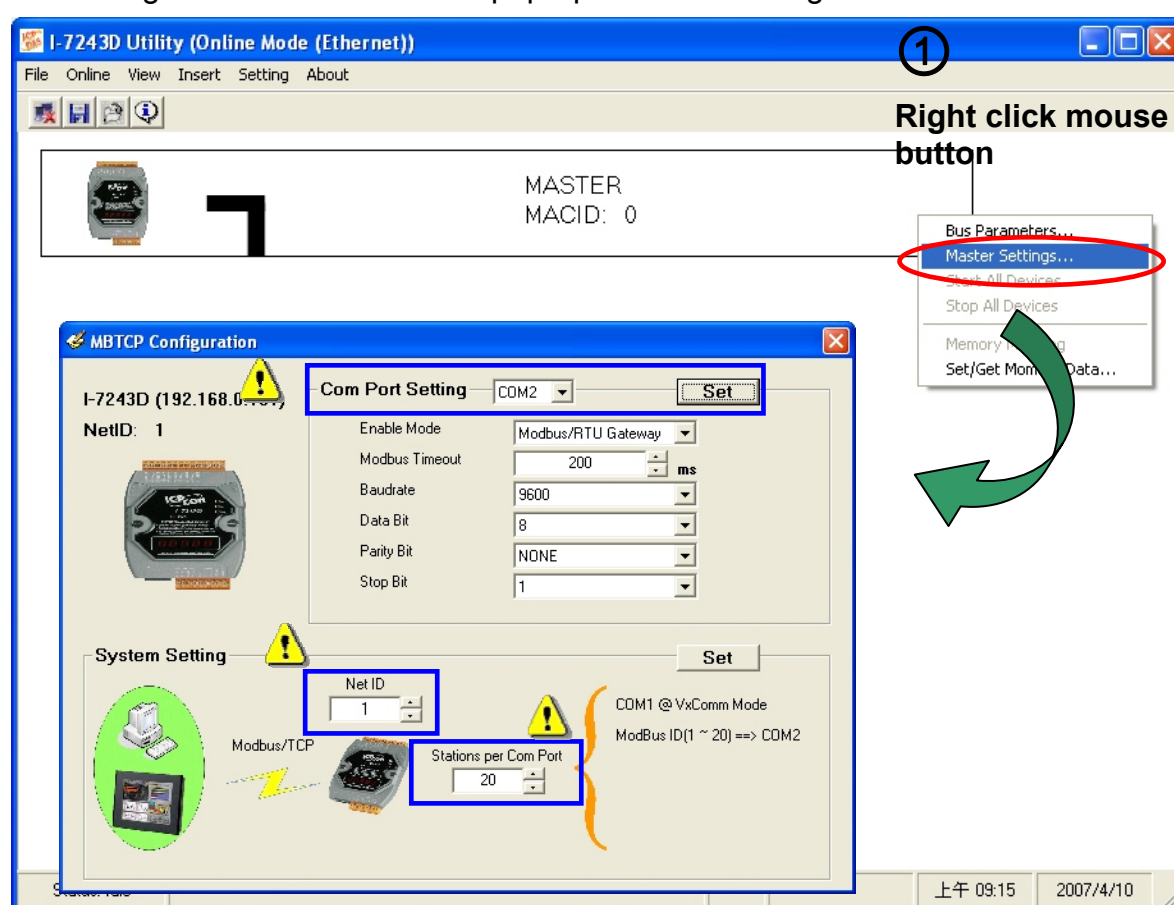 I-7243D Utility (Online Mode (Ethernet))
File Online View Insert Setting About
①
Right click mouse
button
MASTER
MACID: 0
Bus Parameters...
Master Settings...
Start All Devices
Stop All Devices
Memory
Set/Get Data...
MBTCP Configuration
I-7243D (192.168.0.
NetID: 1
Com Port Setting COM2 Set
Enable Mode Modbus/RTU Gateway
Modbus Timeout 200 ms
Baudrate 9600
Data Bit 8
Parity Bit NONE
Stop Bit 1
System Setting Set
Net ID
1
Modbus/TCP
Stations per Com Port
20
COM1 @ VxComm Mode
ModBus ID(1 ~ 20) ==> COM2
上午 09:15 2007/4/10